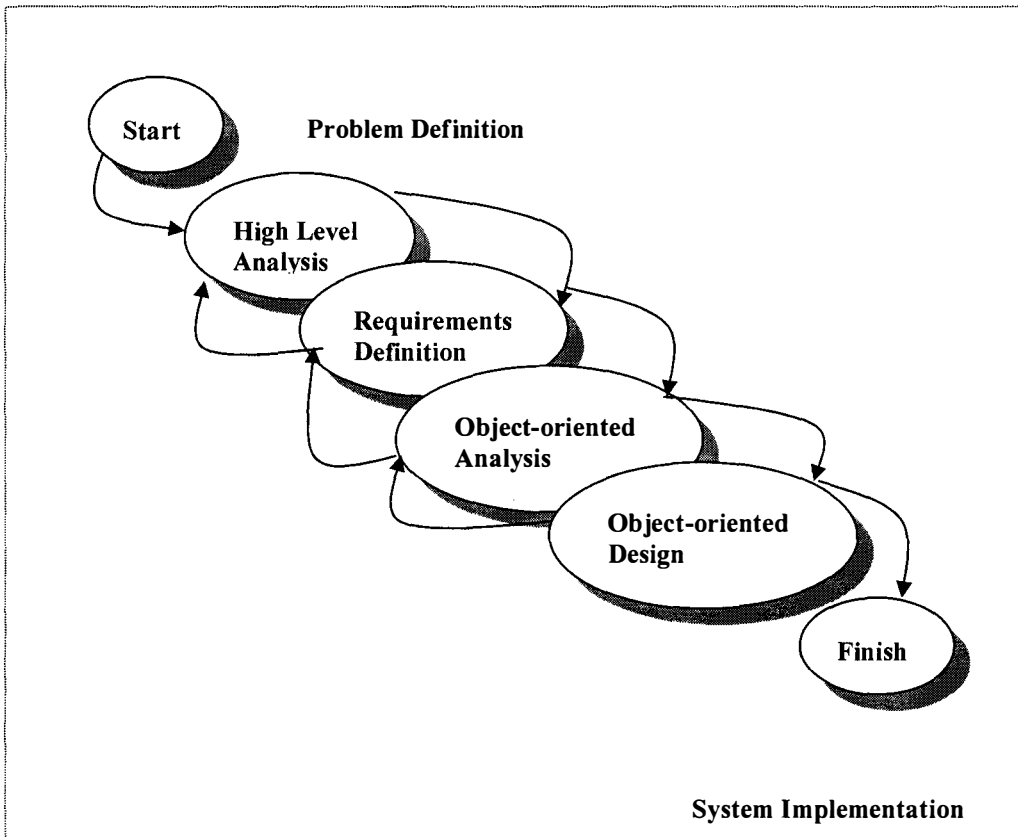 Start
Problem Definition
High Level
Analysis
Requirements
Definition
Object-oriented
Analysis
Object-oriented
Design
Finish
System Implementation